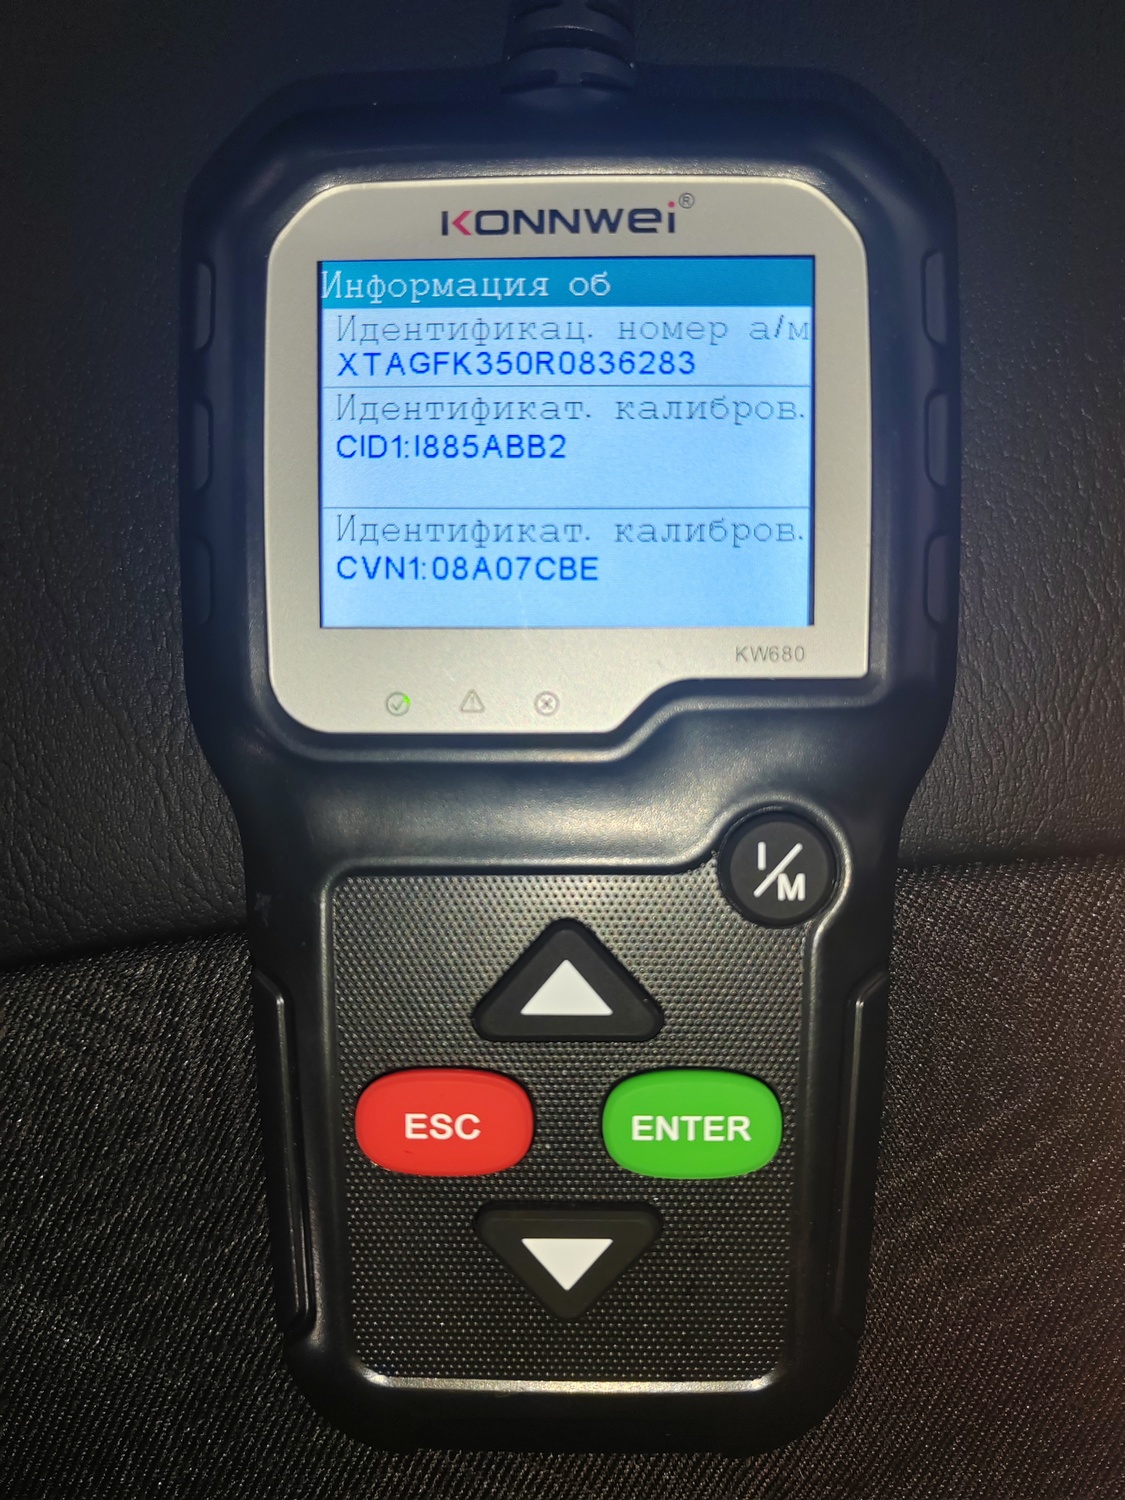 KONNWEI®
Информация об
Идентификац. номер а/м
XTAGFK350R0836283
Идентификат. калибров.
CID1:I885ABB2
Идентификат. калибров.
CVN1:08A07CBE
KW680
I/M
ESC
ENTER